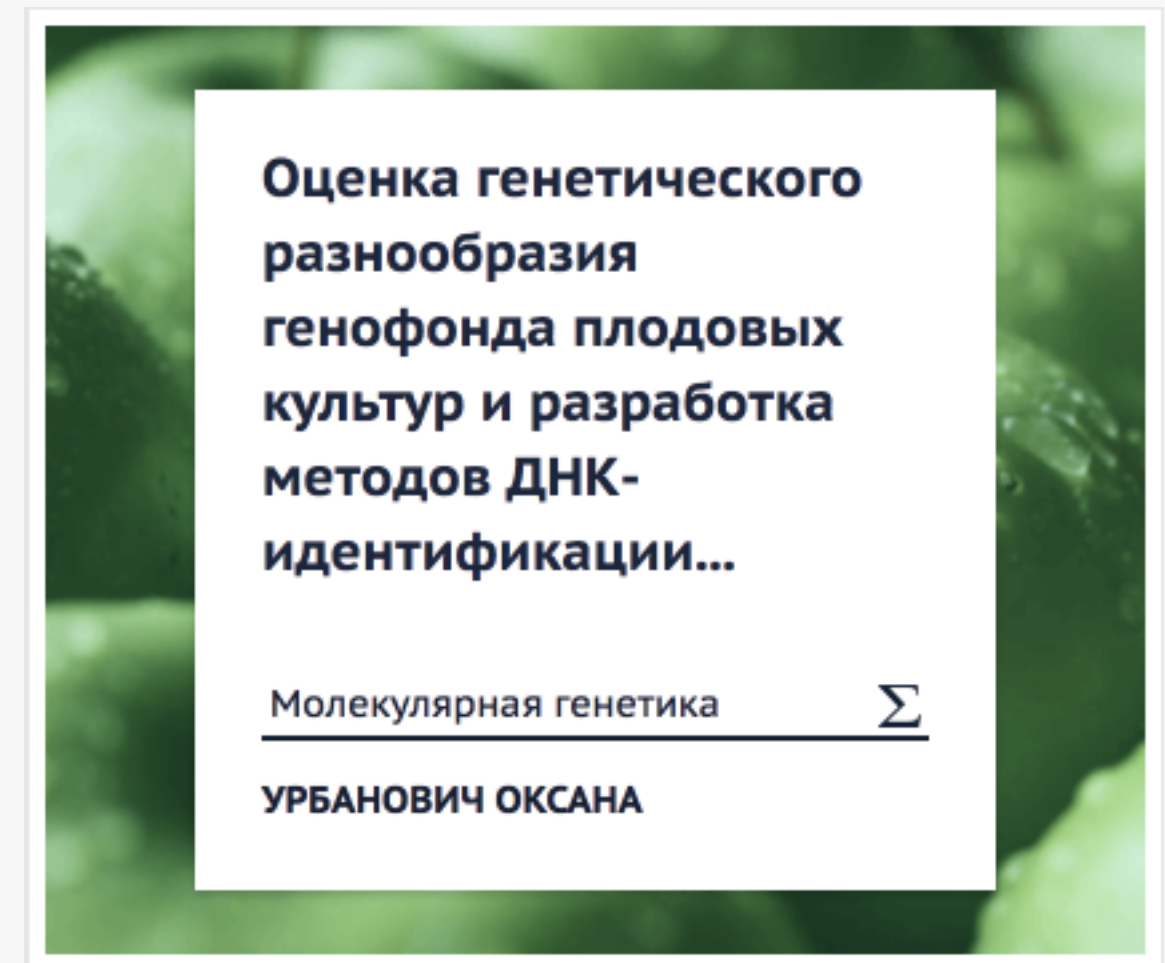 Оценка генетического
разнообразия
генофонда плодовых
культур и разработка
методов ДНК-
идентификации...
Молекулярная генетика Σ
УРБАНОВИЧ ОКСАНА